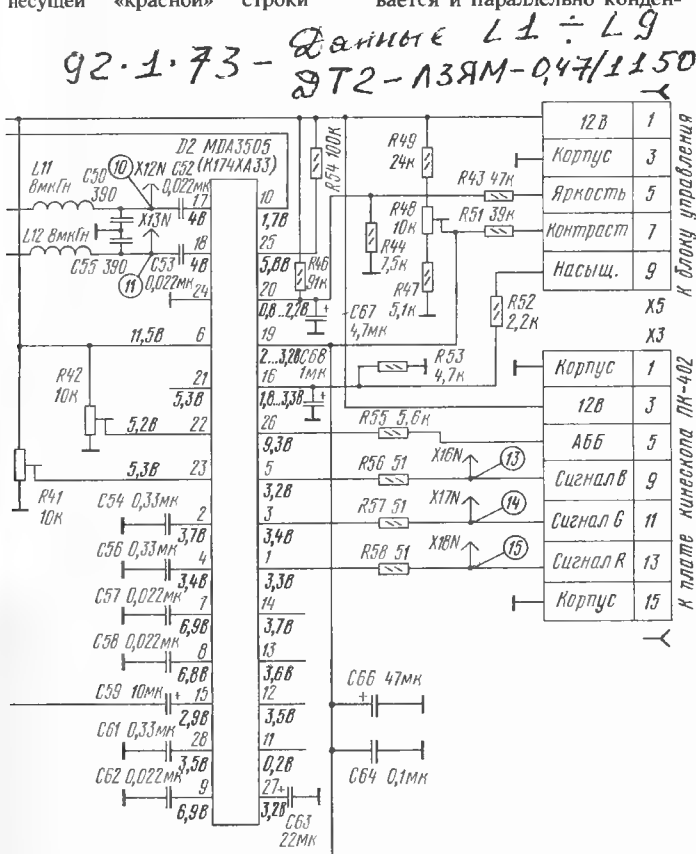 несущей «красной» строки
вается и параллельно конден-
92·1·73 - Данные L1 ÷ L9
ДТ2-ЛЗЯМ-0,47/1150
D2 MDA3505
(К174ХА33)
L11
8мкГн
C50
390
10
X12N
C52
0,022мк
17
4В
L12 8мкГн
C55 390
X13N
11
C53
0,022мк
18
4В
24
11,5В
6
21
5,3В
R42
10к
5,2В
22
5,3В
23
R41
10к
C54 0,33мк
2
3,7В
C56 0,33мк
4
3,4В
C57 0,022мк
7
6,9В
C58 0,022мк
8
6,8В
C59 10мк
+
15
2,9В
C61 0,33мк
28
3,5В
C62 0,022мк
9
6,9В
10
1,7В
25
5,8В
20
0,8...2,2В
19
2...3,2В
16
1,8...3,3В
26
9,3В
5
3,2В
3
3,4В
1
3,3В
14
3,7В
13
3,6В
12
3,5В
11
0,2В
27
+
3,2В
C63
22мк
R54 100к
R46
91к
R49
24к
R48
10к
R44
7,5к
R47
5,1к
R43 47к
R51 39к
R52
2,2к
+
C67
4,7мк
C68
1мк
+
R53
4,7к
R55 5,6к
R56 51
X16N
13
R57 51
X17N
14
R58 51
X18N
15
C66 47мк
+
C64 0,1мк
12В 1
Корпус 3
Яркость 5
Контраст 7
Насыщ. 9
К блоку управления
X5
X3
Корпус 1
12В 3
АББ 5
Сигнал В 9
Сигнал G 11
Сигнал R 13
Корпус 15
К плате кинескопа ПК-402